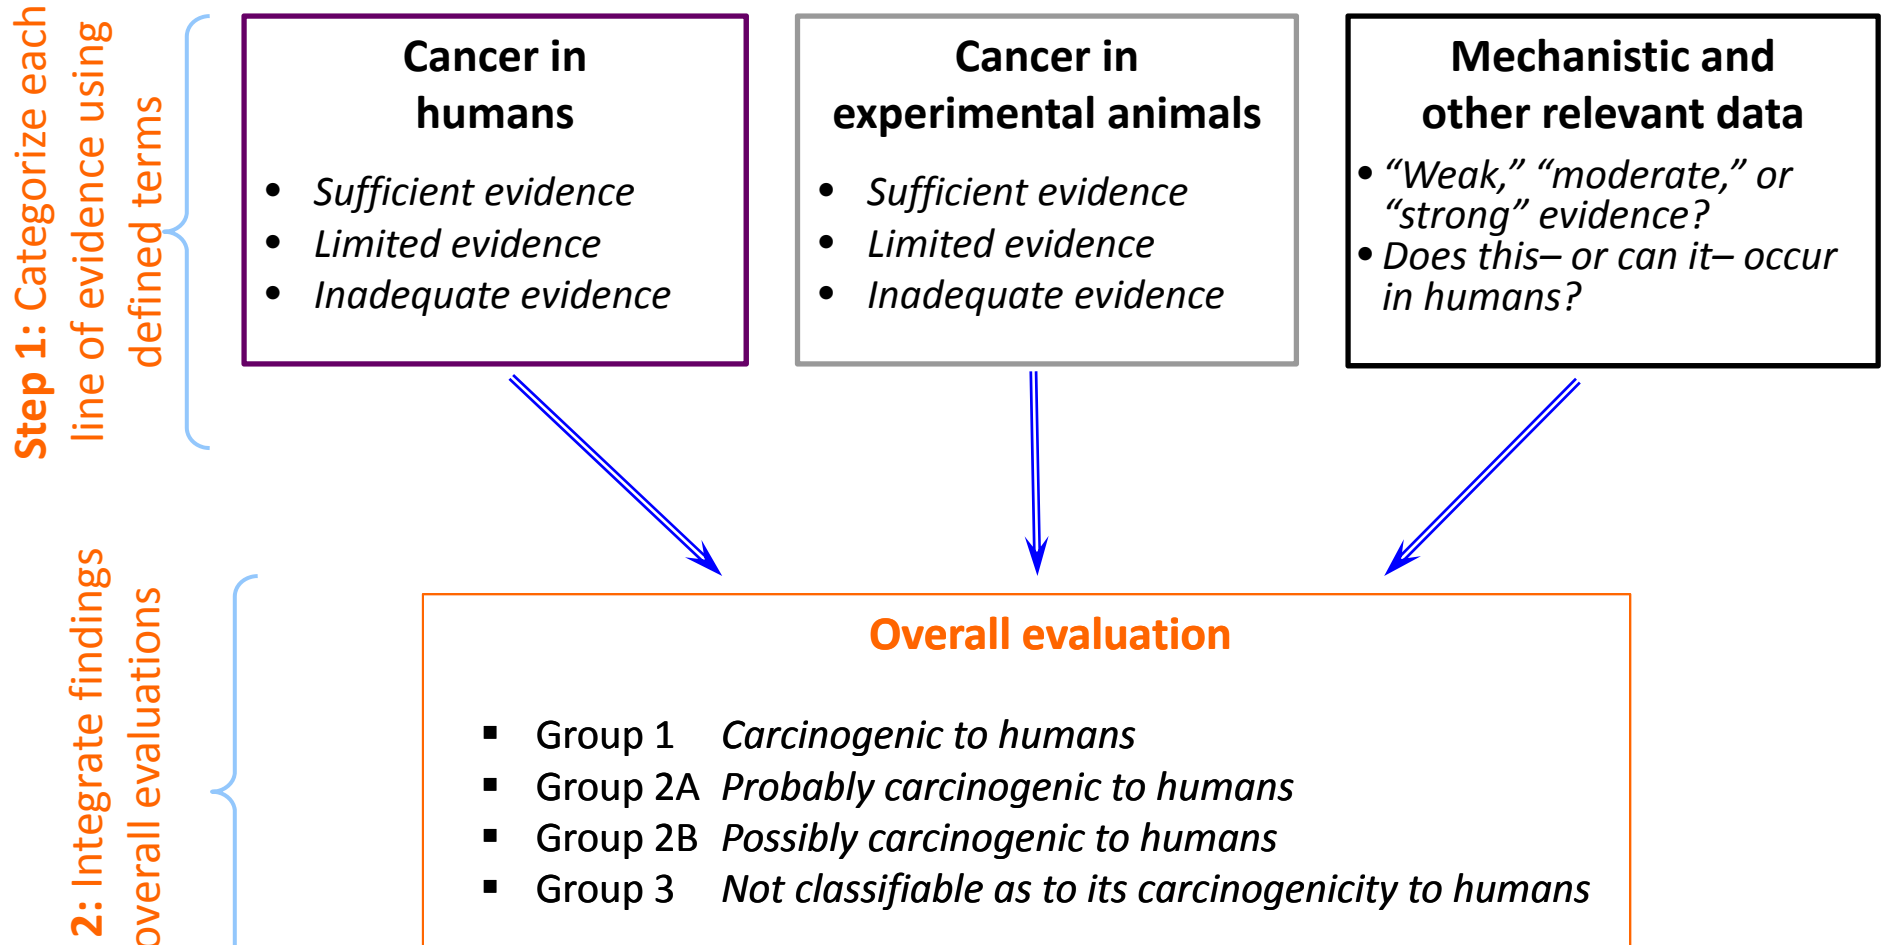 Step 1: Categorize each
line of evidence using
defined terms
Cancer in
humans
• Sufficient evidence
• Limited evidence
• Inadequate evidence
Cancer in
experimental animals
• Sufficient evidence
• Limited evidence
• Inadequate evidence
Mechanistic and
other relevant data
• “Weak,” “moderate,” or
“strong” evidence?
• Does this– or can it– occur
in humans?
2: Integrate findings
overall evaluations
Overall evaluation
▪ Group 1 Carcinogenic to humans
▪ Group 2A Probably carcinogenic to humans
▪ Group 2B Possibly carcinogenic to humans
▪ Group 3 Not classifiable as to its carcinogenicity to humans